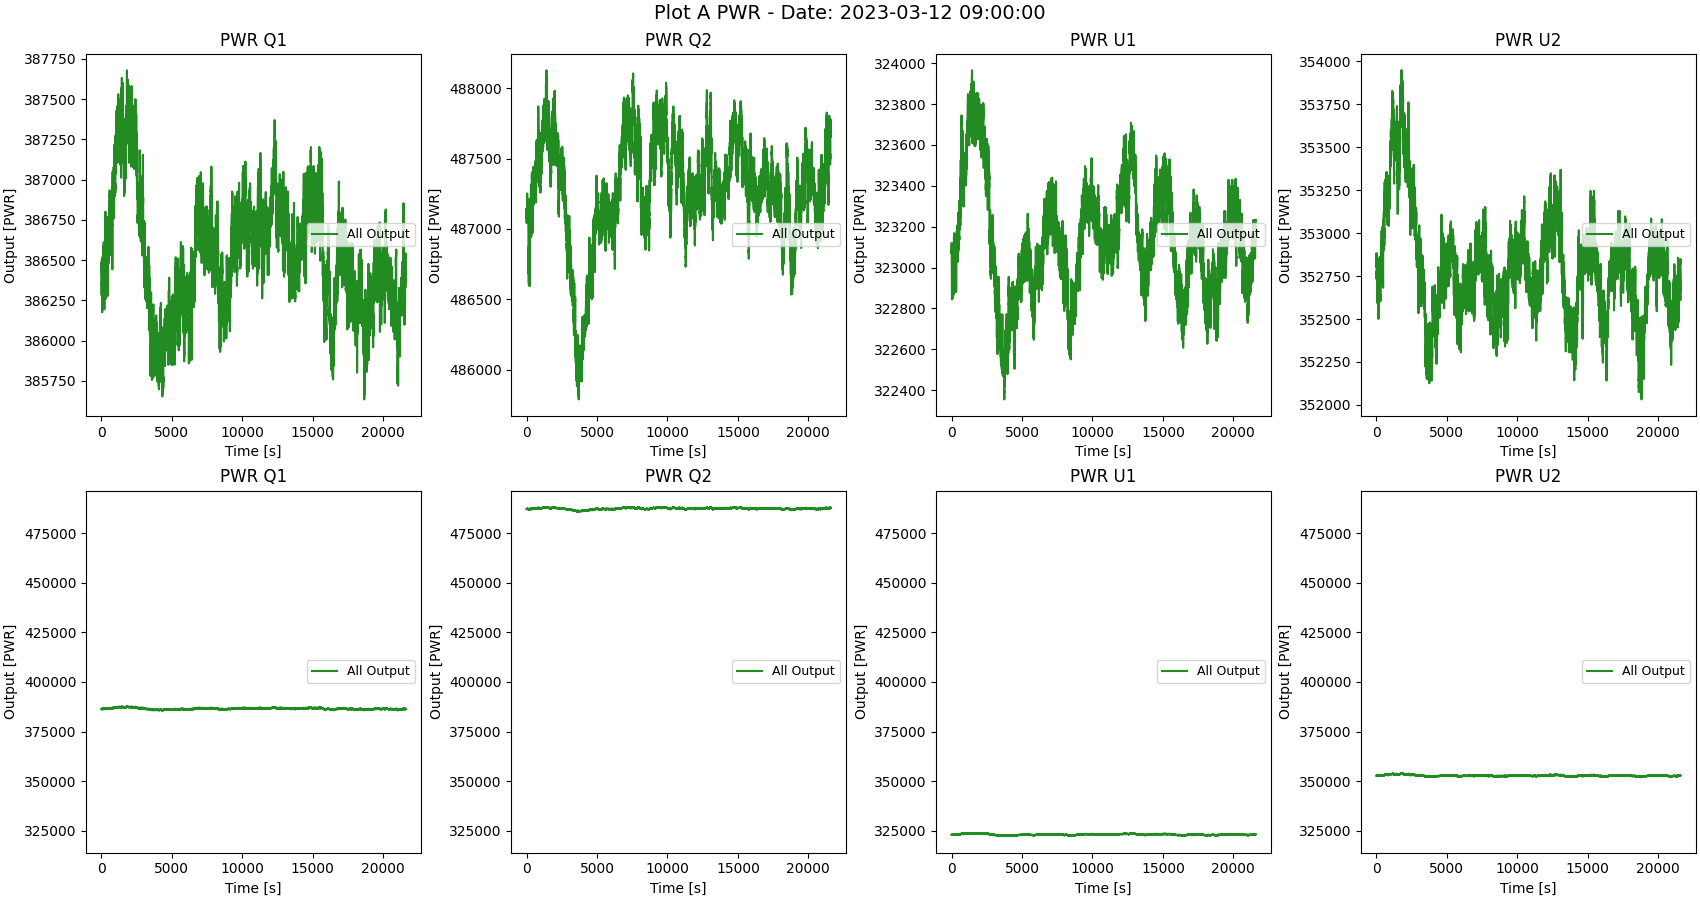 Plot A PWR - Date: 2023-03-12 09:00:00
PWR Q1
387750
387500
387250
387000
386750
386500
386250
386000
385750
Output [PWR]
All Output
0 5000 10000 15000 20000
Time [s]
PWR Q2
488000
487500
487000
486500
486000
Output [PWR]
All Output
0 5000 10000 15000 20000
Time [s]
PWR U1
324000
323800
323600
323400
323200
323000
322800
322600
322400
Output [PWR]
All Output
0 5000 10000 15000 20000
Time [s]
PWR U2
354000
353750
353500
353250
353000
352750
352500
352250
352000
Output [PWR]
All Output
0 5000 10000 15000 20000
Time [s]
PWR Q1
475000
450000
425000
400000
375000
350000
325000
Output [PWR]
All Output
0 5000 10000 15000 20000
Time [s]
PWR Q2
475000
450000
425000
400000
375000
350000
325000
Output [PWR]
All Output
0 5000 10000 15000 20000
Time [s]
PWR U1
475000
450000
425000
400000
375000
350000
325000
Output [PWR]
All Output
0 5000 10000 15000 20000
Time [s]
PWR U2
475000
450000
425000
400000
375000
350000
325000
Output [PWR]
All Output
0 5000 10000 15000 20000
Time [s]